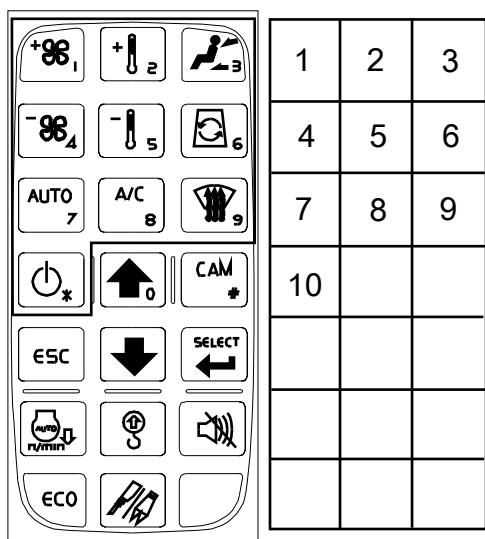 + 1 + 2 3
- 4 - 5 6
AUTO 7 A/C 8 9
* 0 CAM #
ESC SELECT
AUTO n/min
ECO
1 2 3
4 5 6
7 8 9
10